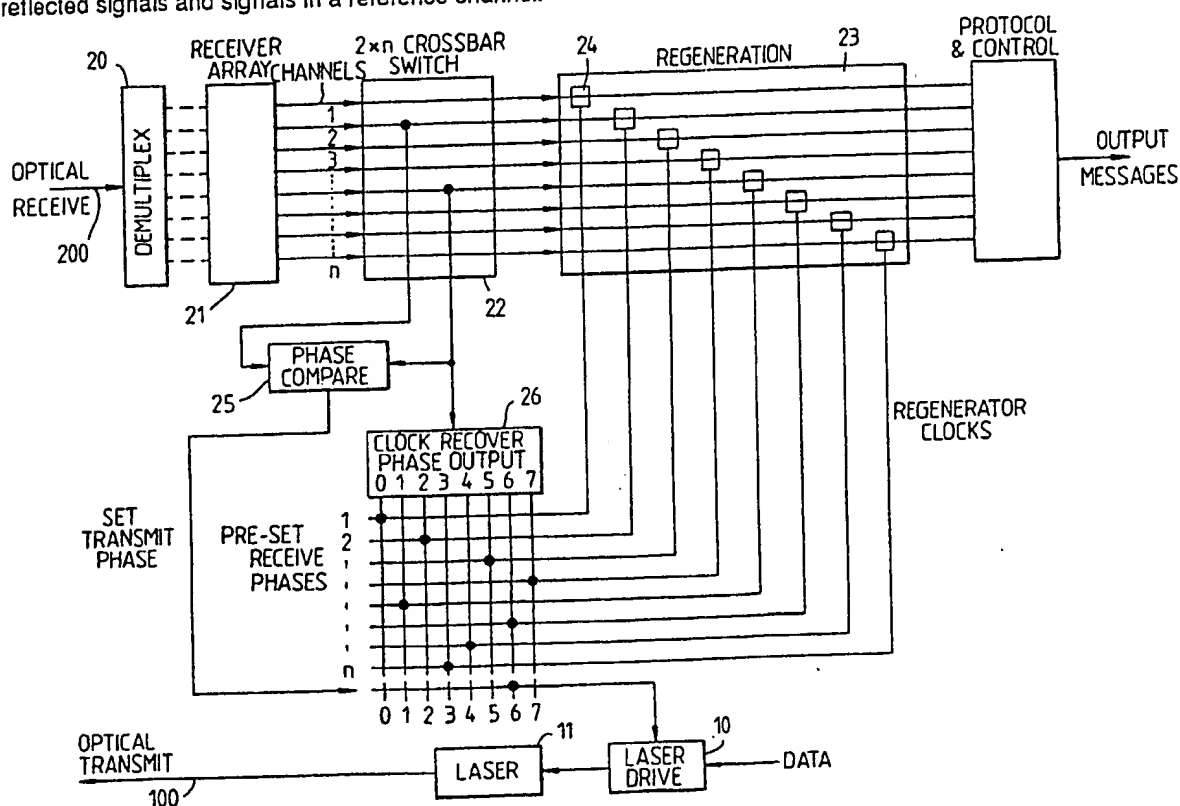 reflected signals and signals in a reference channel.
20
RECEIVER
ARRAY
CHANNELS
2×n CROSSBAR
SWITCH
24
REGENERATION
23
PROTOCOL
& CONTROL
OPTICAL
RECEIVE
200
DEMULTIPLEX
1
2
3
n
21
22
OUTPUT
MESSAGES
PHASE
COMPARE
25
26
CLOCK RECOVER
PHASE OUTPUT
0 1 2 3 4 5 6 7
REGENERATOR
CLOCKS
SET
TRANSMIT
PHASE
PRE-SET
RECEIVE
PHASES
1
2
n
0 1 2 3 4 5 6 7
OPTICAL
TRANSMIT
100
11
LASER
10
LASER
DRIVE
DATA